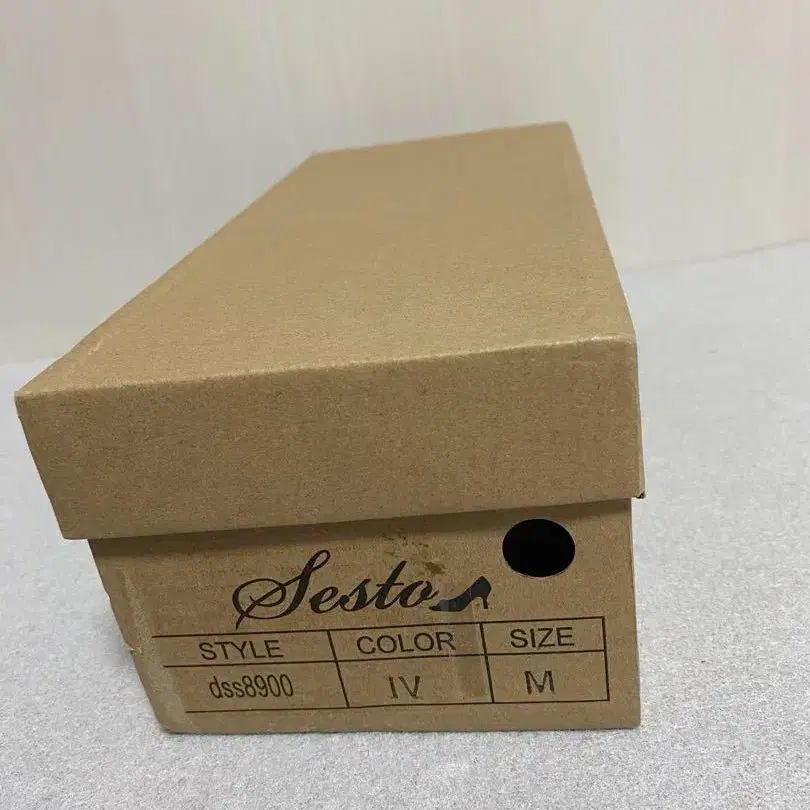 Sesto
STYLE COLOR SIZE
dss8900 IV M